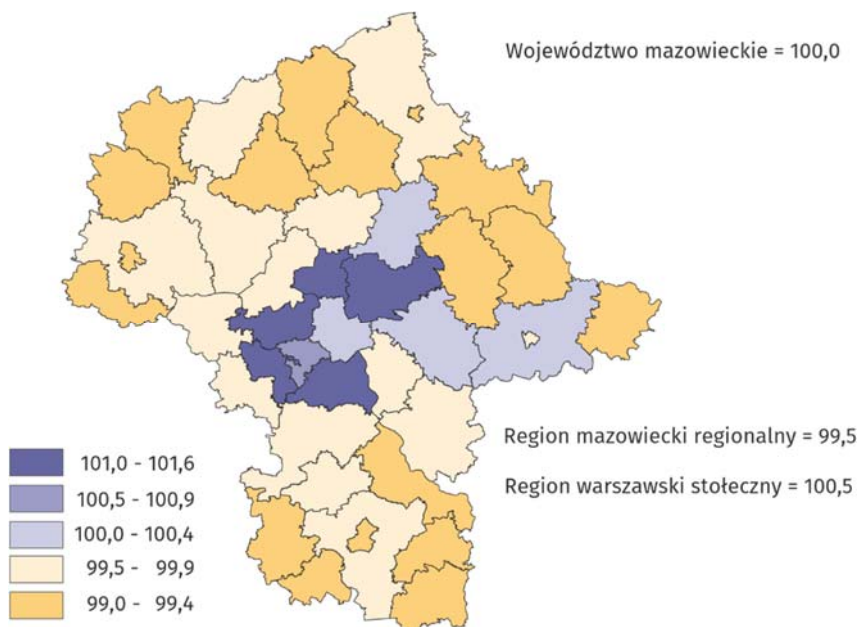 Województwo mazowieckie = 100,0
Region mazowiecki regionalny = 99,5
Region warszawski stołeczny = 100,5
101,0 - 101,6
100,5 - 100,9
100,0 - 100,4
99,5 - 99,9
99,0 - 99,4